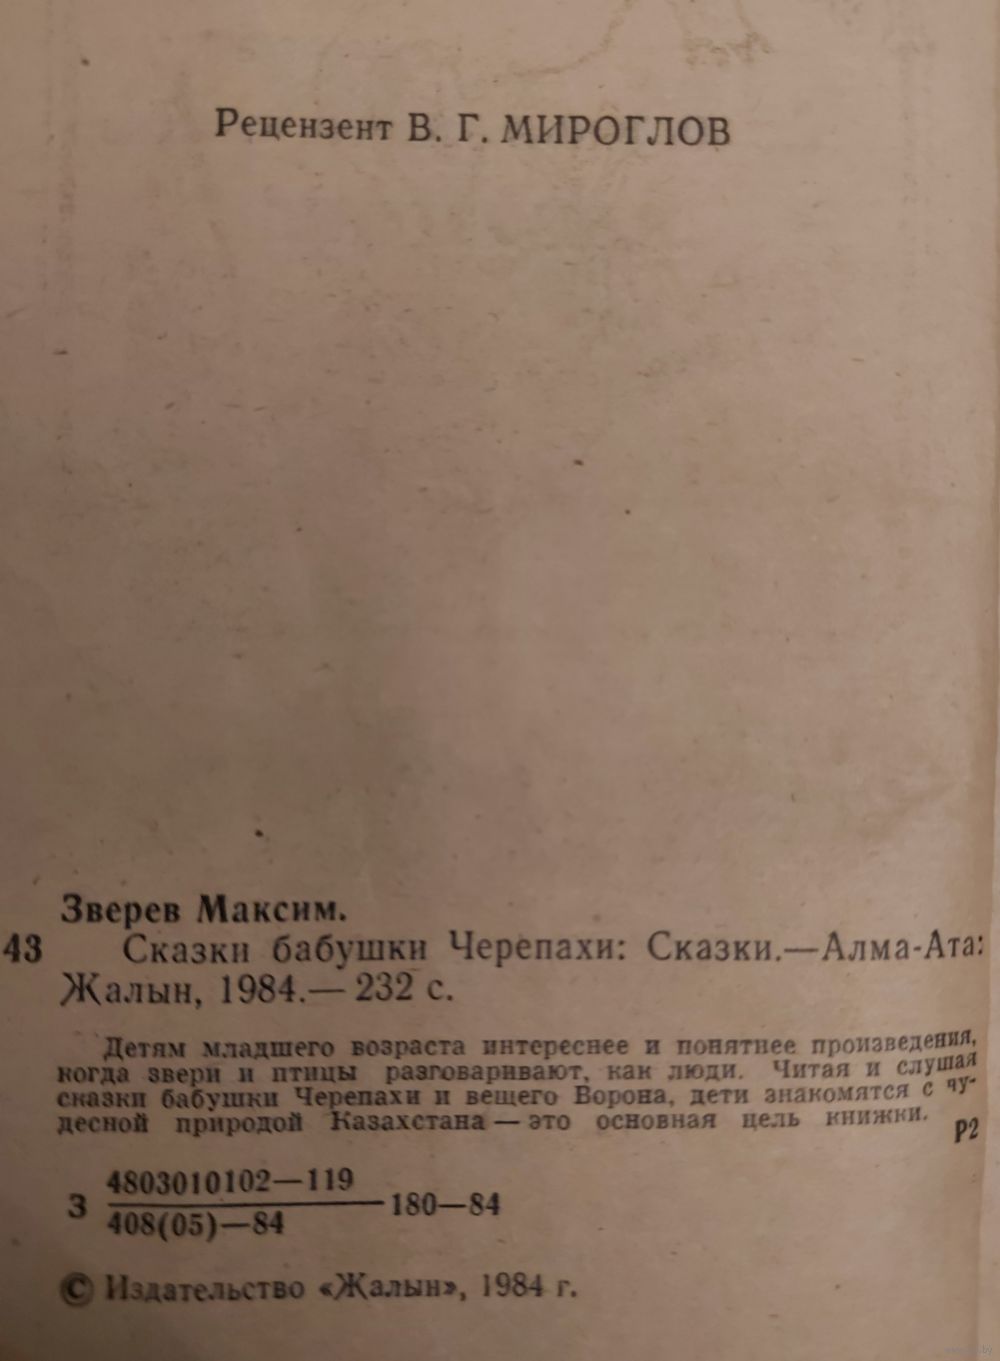 Рецензент В. Г. МИРОГЛОВ
Зверев Максим.
43 Сказки бабушки Черепахи: Сказки.—Алма-Ата:
Жалын, 1984.— 232 с.
Детям младшего возраста интереснее и понятнее произведения,
когда звери и птицы разговаривают, как люди. Читая и слушая
сказки бабушки Черепахи и вещего Ворона, дети знакомятся с чу-
десной природой Казахстана — это основная цель книжки.
Р2
4803010102—119
З 180—84
408(05)—84
© Издательство «Жалын», 1984 г.